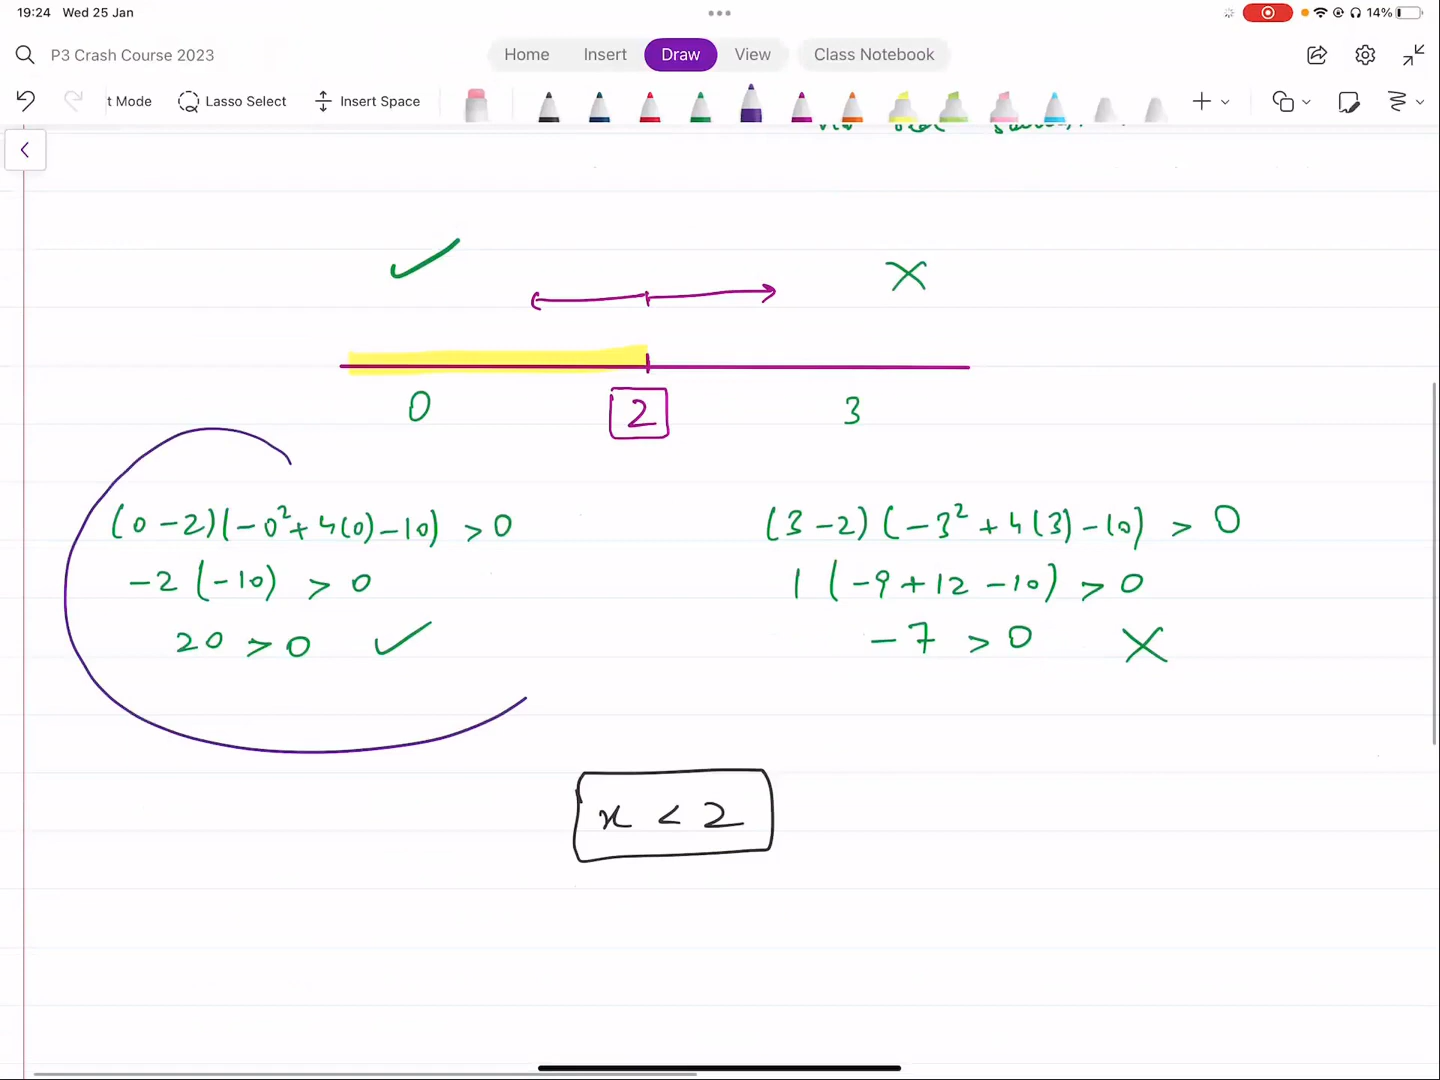 19:24 Wed 25 Jan
14%
P3 Crash Course 2023
Home Insert Draw View Class Notebook
t Mode Lasso Select Insert Space
0 2 3
(0 - 2)(-0² + 4(0) - 10) > 0
(3 - 2)(-3² + 4(3) - 10) > 0
-2(-10) > 0
1(-9 + 12 - 10) > 0
20 > 0 ✓
-7 > 0 X
x < 2